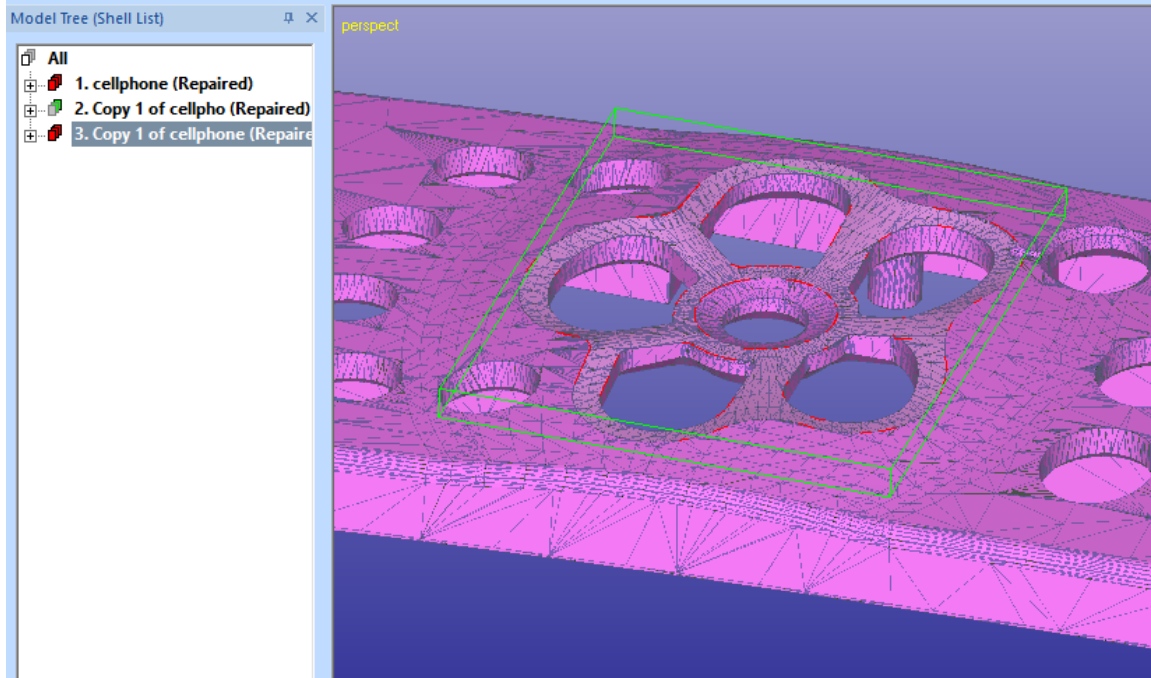 Model Tree (Shell List)
perspect
All
1. cellphone (Repaired)
2. Copy 1 of cellpho (Repaired)
3. Copy 1 of cellphone (Repaire